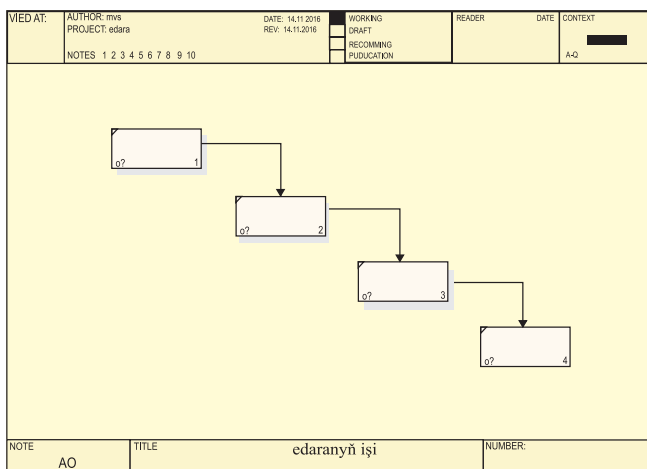 VİED AT:
AUTHOR: mvs
PROJECT: edara
NOTES 1 2 3 4 5 6 7 8 9 10
DATE: 14.11 2016
REV: 14.11.2016
WORKING
DRAFT
RECOMMING
PUDUCATION
READER
DATE
CONTEXT
A-Q
o? 1
o? 2
o? 3
o? 4
NOTE
AO
TITLE
edaranyň işi
NUMBER: